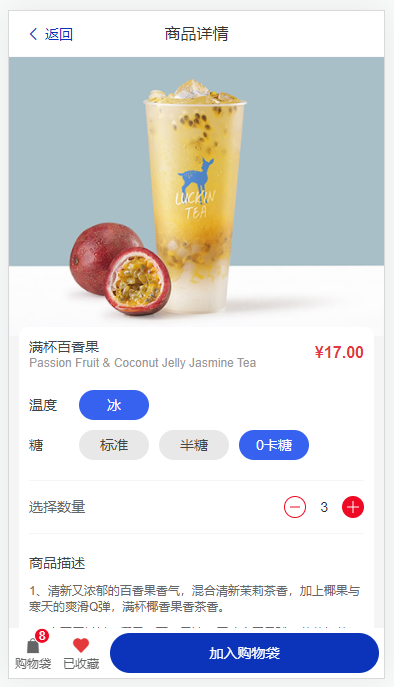 返回
商品详情
LUCKIN
TEA
满杯百香果
¥17.00
Passion Fruit & Coconut Jelly Jasmine Tea
温度
冰
糖
标准
半糖
0卡糖
选择数量
3
商品描述
1、清新又浓郁的百香果香气，混合清新茉莉茶香，加上椰果与
寒天的爽滑Q弹，满杯椰香果香茶香。
8
购物袋
已收藏
加入购物袋